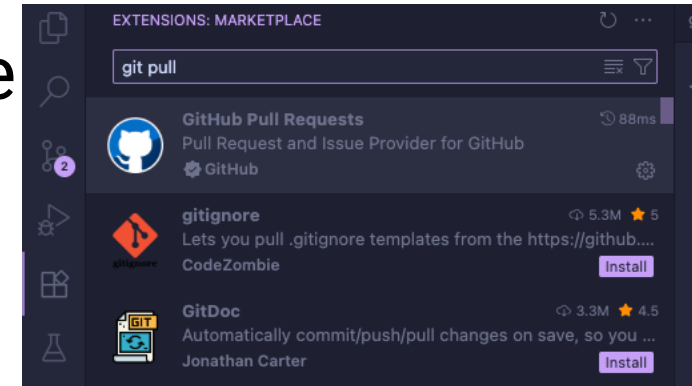 e
EXTENSIONS: MARKETPLACE
git pull
GitHub Pull Requests 88ms
Pull Request and Issue Provider for GitHub
GitHub
2
gitignore 5.3M 5
Lets you pull .gitignore templates from the https://github....
gitignore
CodeZombie Install
GitDoc 3.3M 4.5
GIT
Automatically commit/push/pull changes on save, so you ...
Jonathan Carter Install